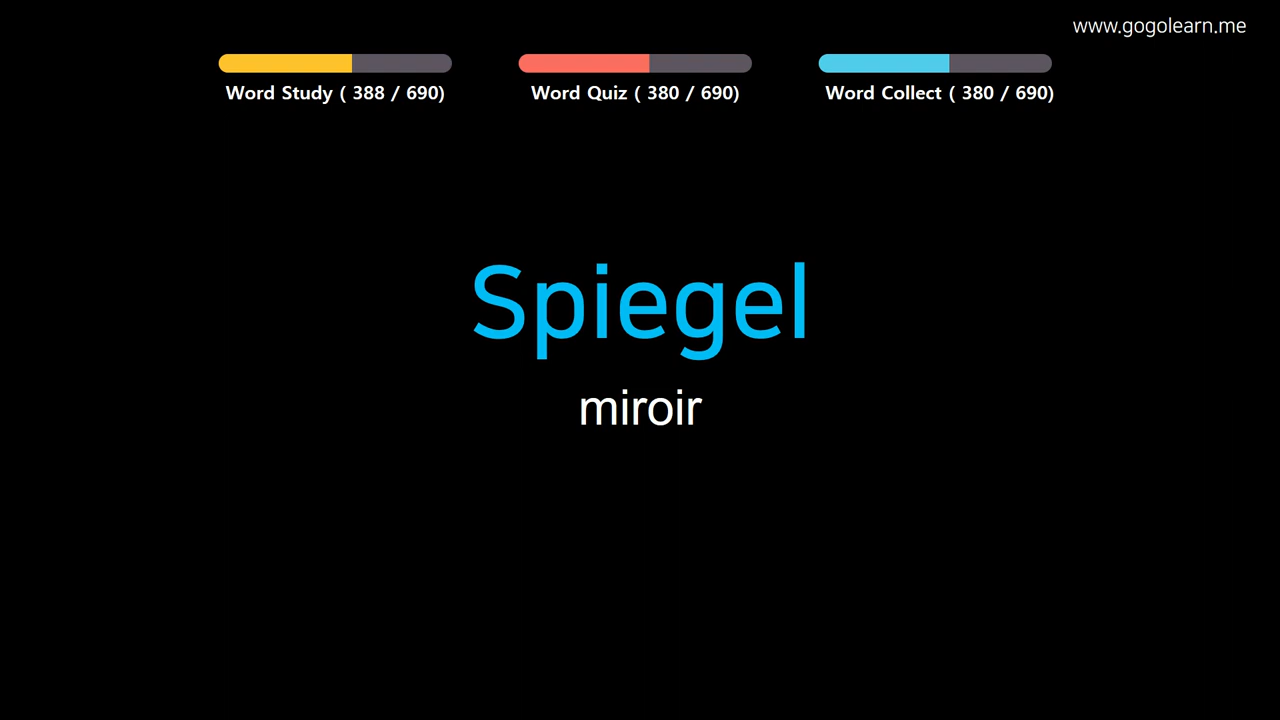 www.gogolearn.me
Word Study ( 388 / 690)
Word Quiz ( 380 / 690)
Word Collect ( 380 / 690)
Spiegel
miroir